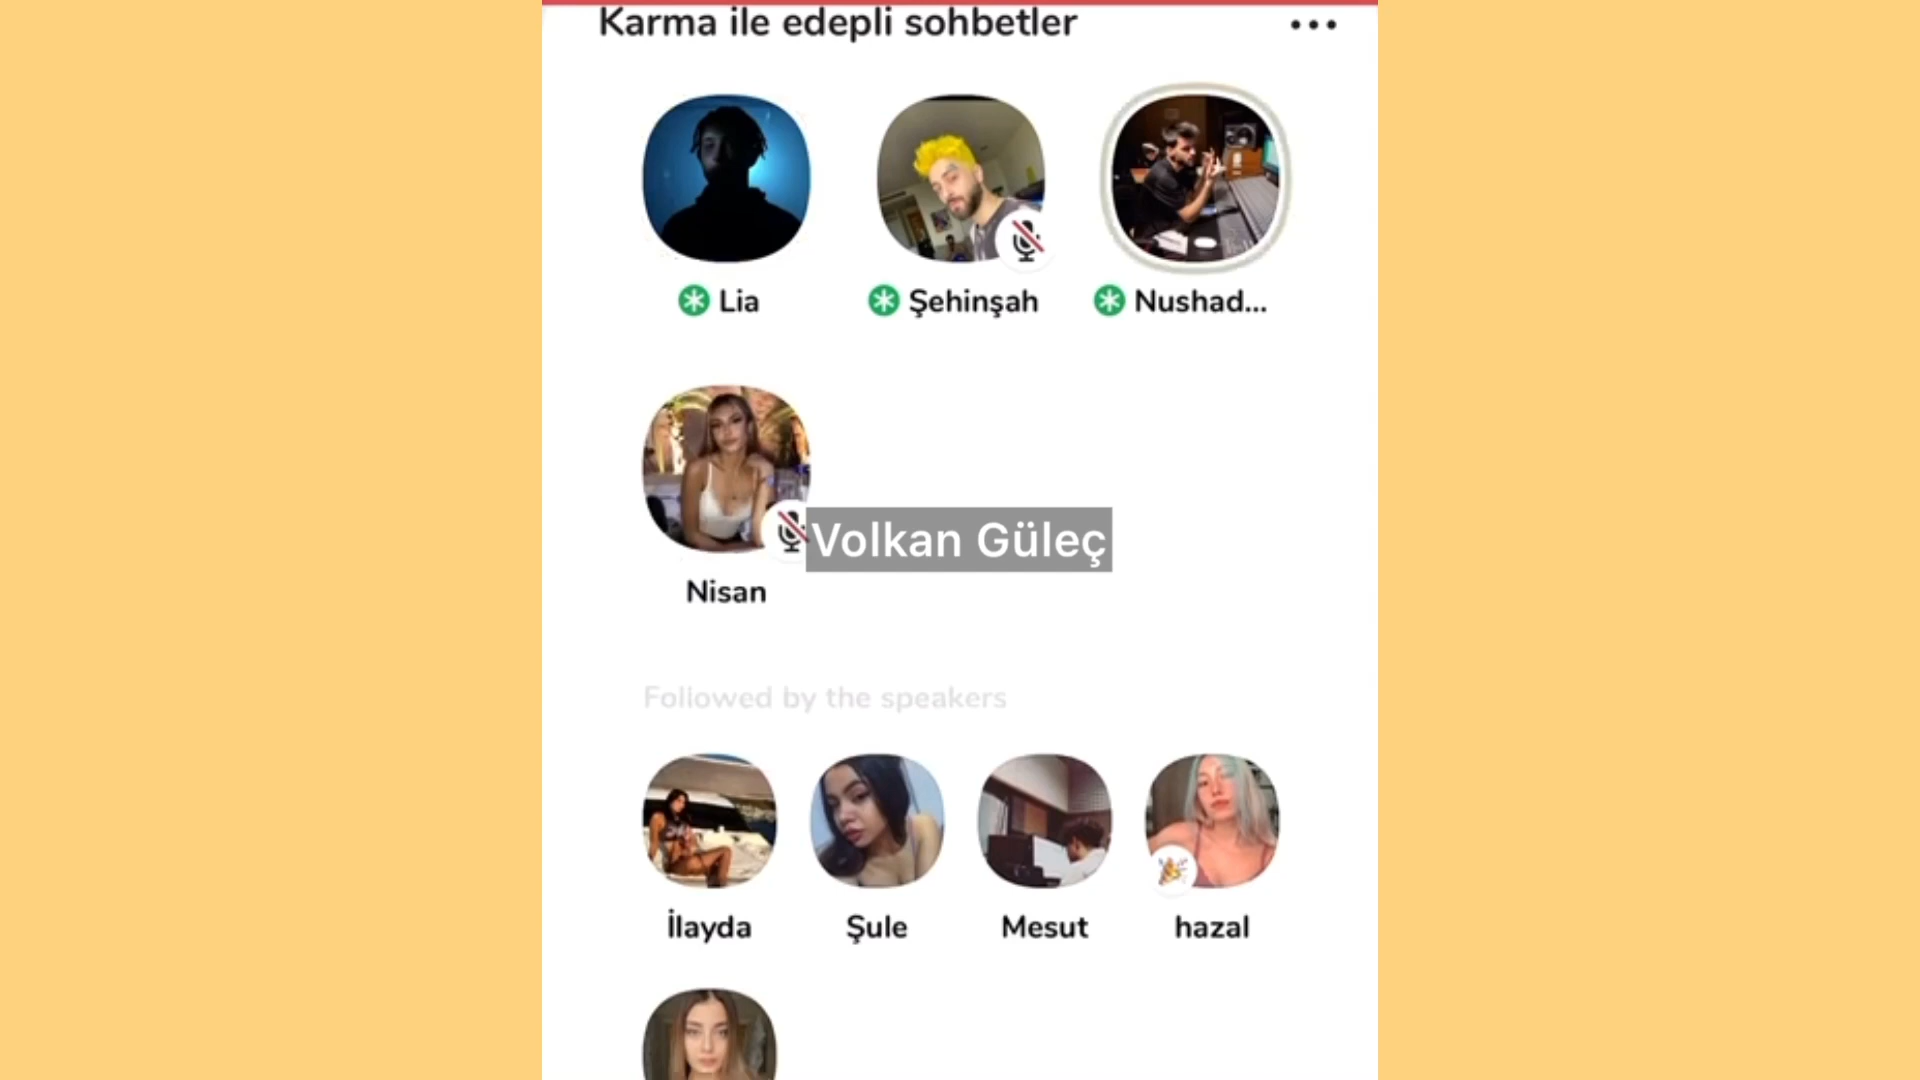 Karma ile edepli sohbetler
Lia
Şehinşah
Nushad...
Nisan
Volkan Güleç
Followed by the speakers
İlayda
Şule
Mesut
hazal